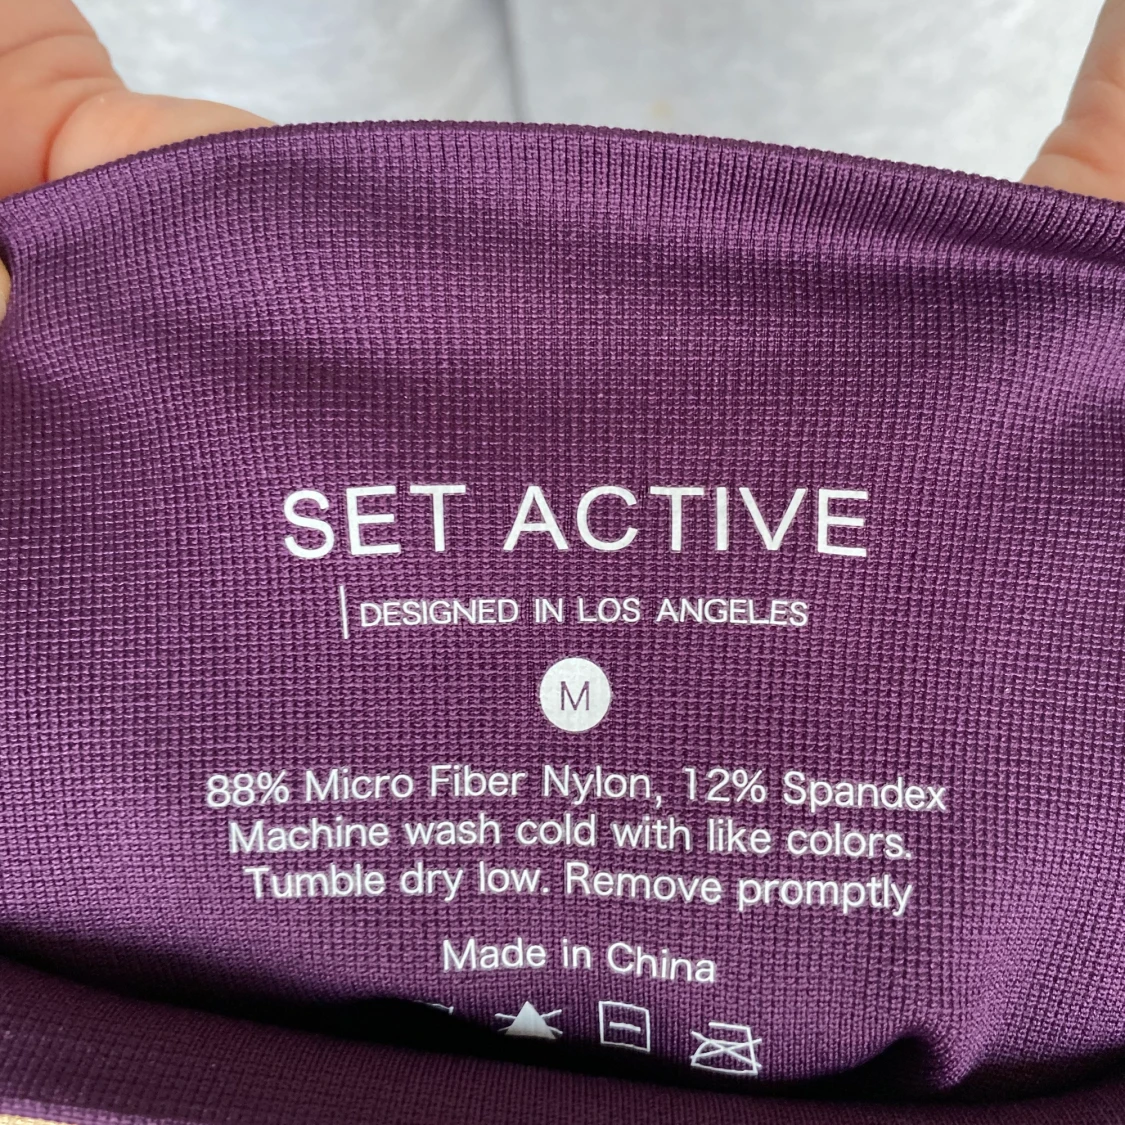 SET ACTIVE
DESIGNED IN LOS ANGELES
M
88% Micro Fiber Nylon, 12% Spandex
Machine wash cold with like colors.
Tumble dry low. Remove promptly
Made in China